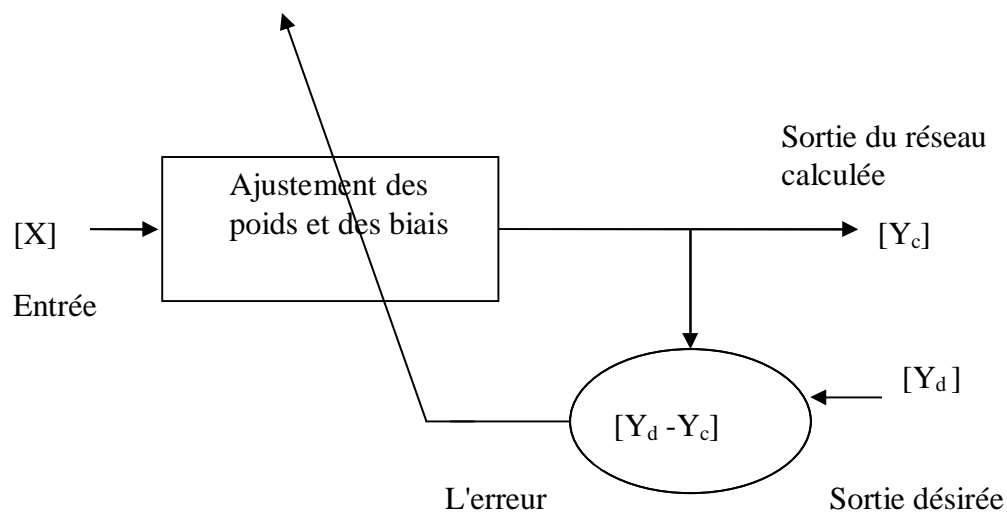 Sortie du réseau
calculée
Ajustement des
poids et des biais
[X]
[Yc]
Entrée
[Yd ]
[Yd -Yc]
L'erreur
Sortie désirée